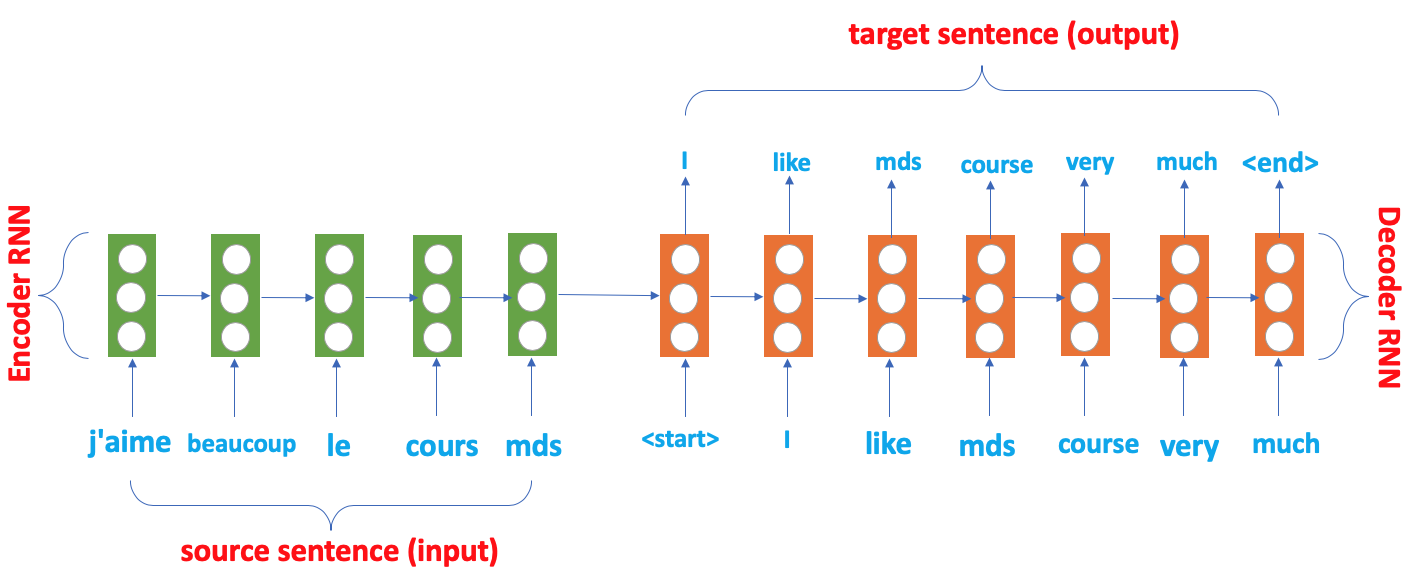 target sentence (output)
I like mds course very much <end>
Encoder RNN
Decoder RNN
j'aime beaucoup le cours mds <start> I like mds course very much
source sentence (input)